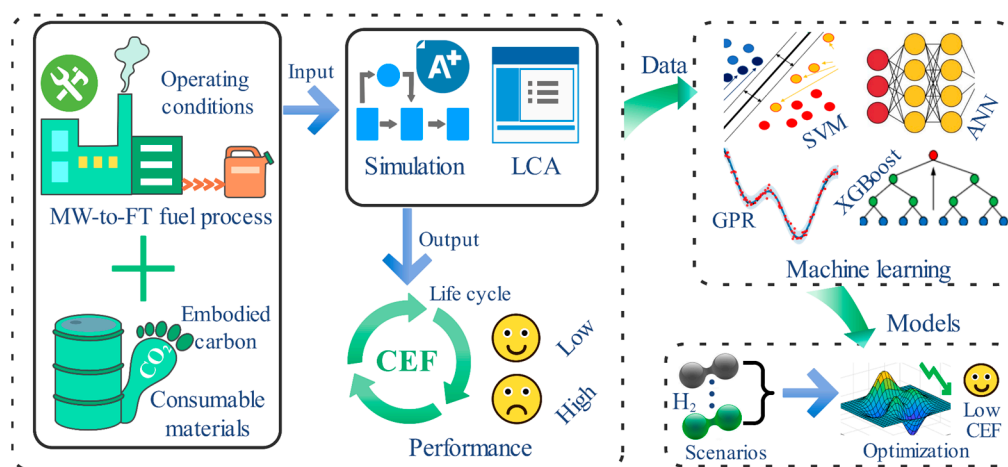 Operating
conditions
MW-to-FT fuel process
Embodied
carbon
CO2
Consumable
materials
Input
A+
Simulation
LCA
Output
Life cycle
CEF
Low
High
Performance
Data
SVM
ANN
GPR
XGBoost
Machine learning
Models
H2
Scenarios
Optimization
Low
CEF